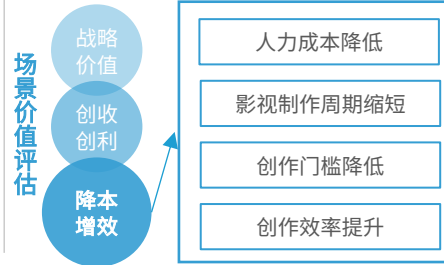 场景价值评估
战略
价值
创收
创利
降本
增效
人力成本降低
影视制作周期缩短
创作门槛降低
创作效率提升